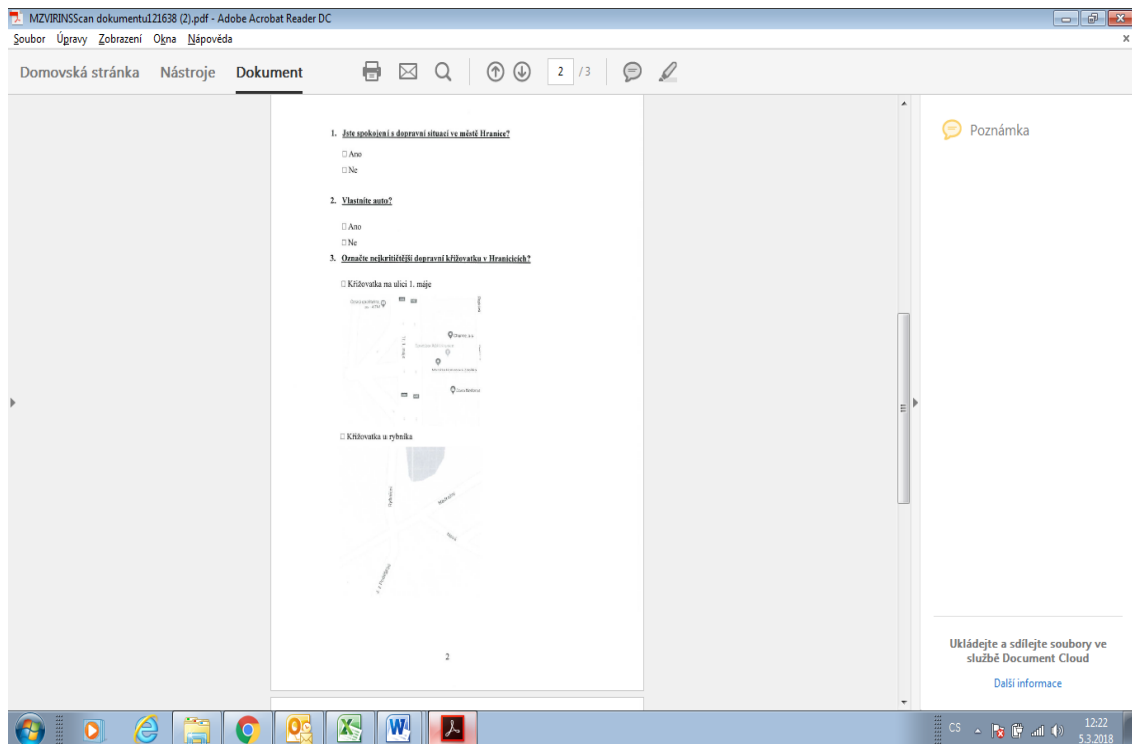 MZVIRINSScan dokumentu121638 (2).pdf - Adobe Acrobat Reader DC
Soubor Úpravy Zobrazení Okna Nápověda
Domovská stránka Nástroje Dokument 2 / 3
Poznámka
1. Jste spokojeni s dopravní situací ve městě Hranice?
Ano
Ne
2. Vlastníte auto?
Ano
Ne
3. Označte nejkritičtější dopravní křižovatku v Hranicicích?
Křižovatka na ulici 1. máje
Křižovatka u rybníka
2
Ukládejte a sdílejte soubory ve
službě Document Cloud
Další informace
CS
12:22
5.3.2018